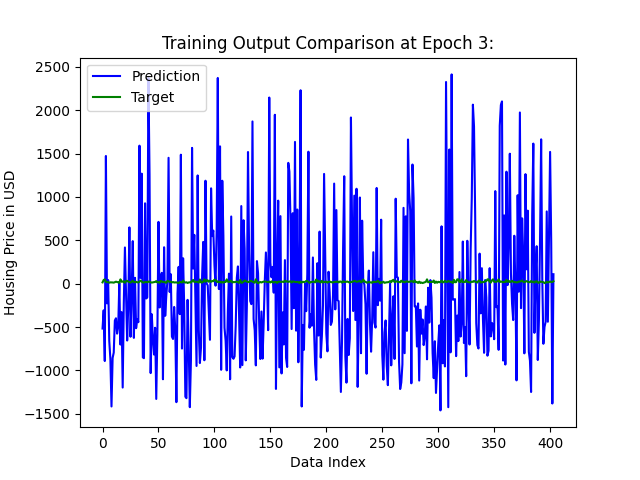 Training Output Comparison at Epoch 3:
Prediction
Target
Housing Price in USD
2500
2000
1500
1000
500
0
−500
−1000
−1500
0 50 100 150 200 250 300 350 400
Data Index